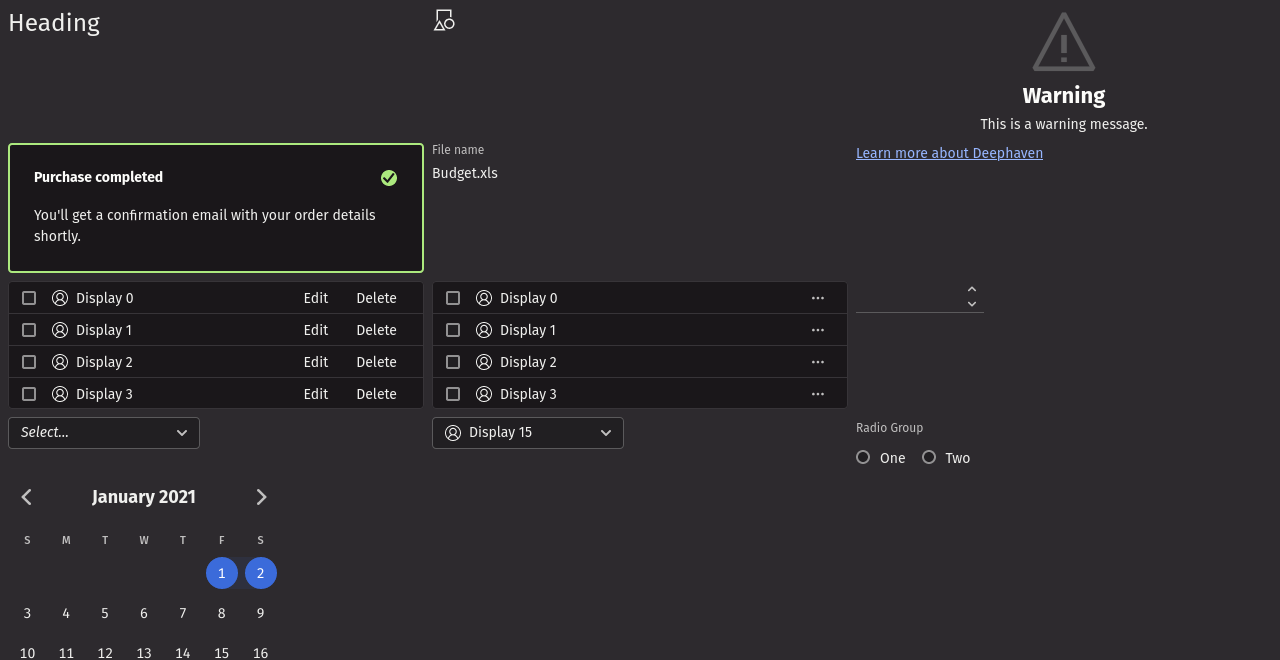 Heading
Warning
This is a warning message.
Purchase completed
You'll get a confirmation email with your order details
shortly.
File name
Budget.xls
Learn more about Deephaven
Display 0 Edit Delete
Display 1 Edit Delete
Display 2 Edit Delete
Display 3 Edit Delete
Display 0 ···
Display 1 ···
Display 2 ···
Display 3 ···
Select...
Display 15
Radio Group
One Two
January 2021
S M T W T F S
1 2
3 4 5 6 7 8 9
10 11 12 13 14 15 16